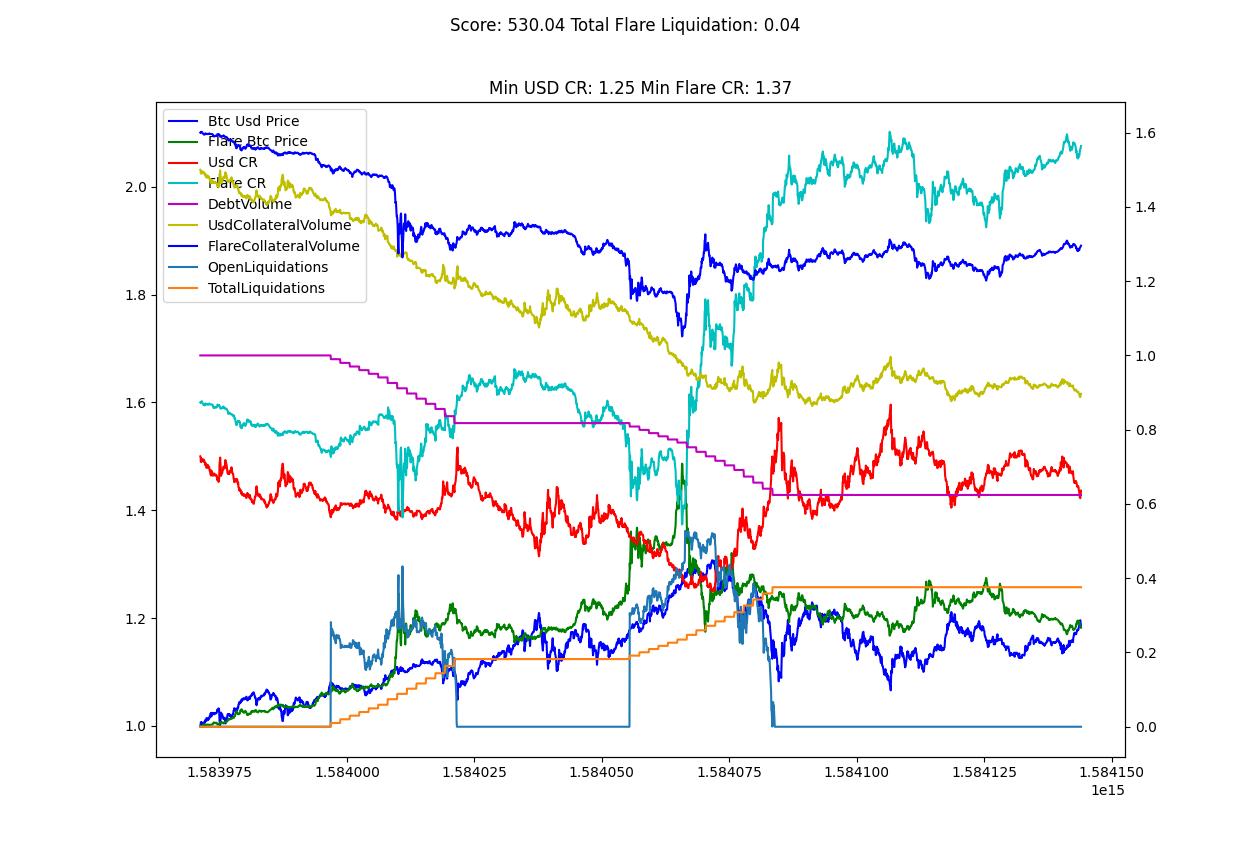 Score: 530.04 Total Flare Liquidation: 0.04
Min USD CR: 1.25 Min Flare CR: 1.37
Btc Usd Price
Flare Btc Price
Usd CR
Flare CR
DebtVolume
UsdCollateralVolume
FlareCollateralVolume
OpenLiquidations
TotalLiquidations
2.0
1.8
1.6
1.4
1.2
1.0
1.6
1.4
1.2
1.0
0.8
0.6
0.4
0.2
0.0
1.583975 1.584000 1.584025 1.584050 1.584075 1.584100 1.584125 1.584150
1e15